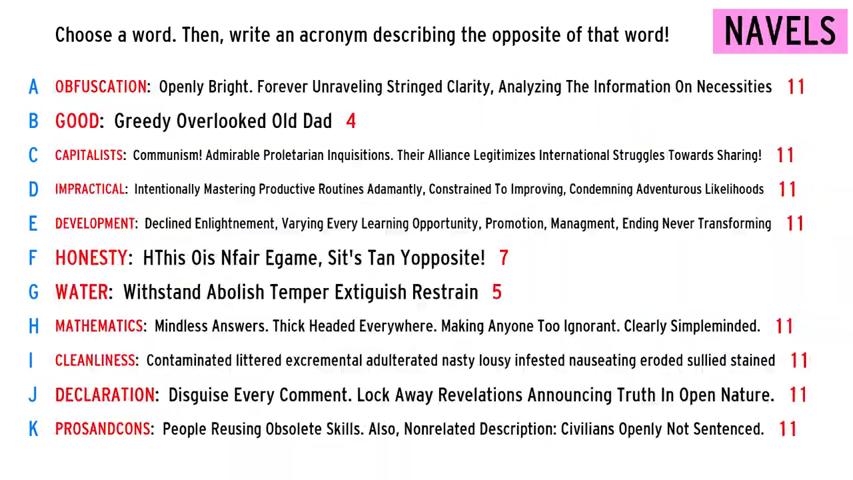 Choose a word. Then, write an acronym describing the opposite of that word!
NAVELS
A OBFUSCATION: Openly Bright. Forever Unraveling Stringed Clarity, Analyzing The Information On Necessities 11
B GOOD: Greedy Overlooked Old Dad 4
C CAPITALISTS: Communism! Admirable Proletarian Inquisitions. Their Alliance Legitimizes International Struggles Towards Sharing! 11
D IMPRACTICAL: Intentionally Mastering Productive Routines Adamantly, Constrained To Improving, Condemning Adventurous Likelihoods 11
E DEVELOPMENT: Declined Enlightnement, Varying Every Learning Opportunity, Promotion, Managment, Ending Never Transforming 11
F HONESTY: HThis Ois Nfair Egame, Sit's Tan Yopposite! 7
G WATER: Withstand Abolish Temper Extiguish Restrain 5
H MATHEMATICS: Mindless Answers. Thick Headed Everywhere. Making Anyone Too Ignorant. Clearly Simpleminded. 11
I CLEANLINESS: Contaminated littered excremental adulterated nasty lousy infested nauseating eroded sullied stained 11
J DECLARATION: Disguise Every Comment. Lock Away Revelations Announcing Truth In Open Nature. 11
K PROSANDCONS: People Reusing Obsolete Skills. Also, Nonrelated Description: Civilians Openly Not Sentenced. 11